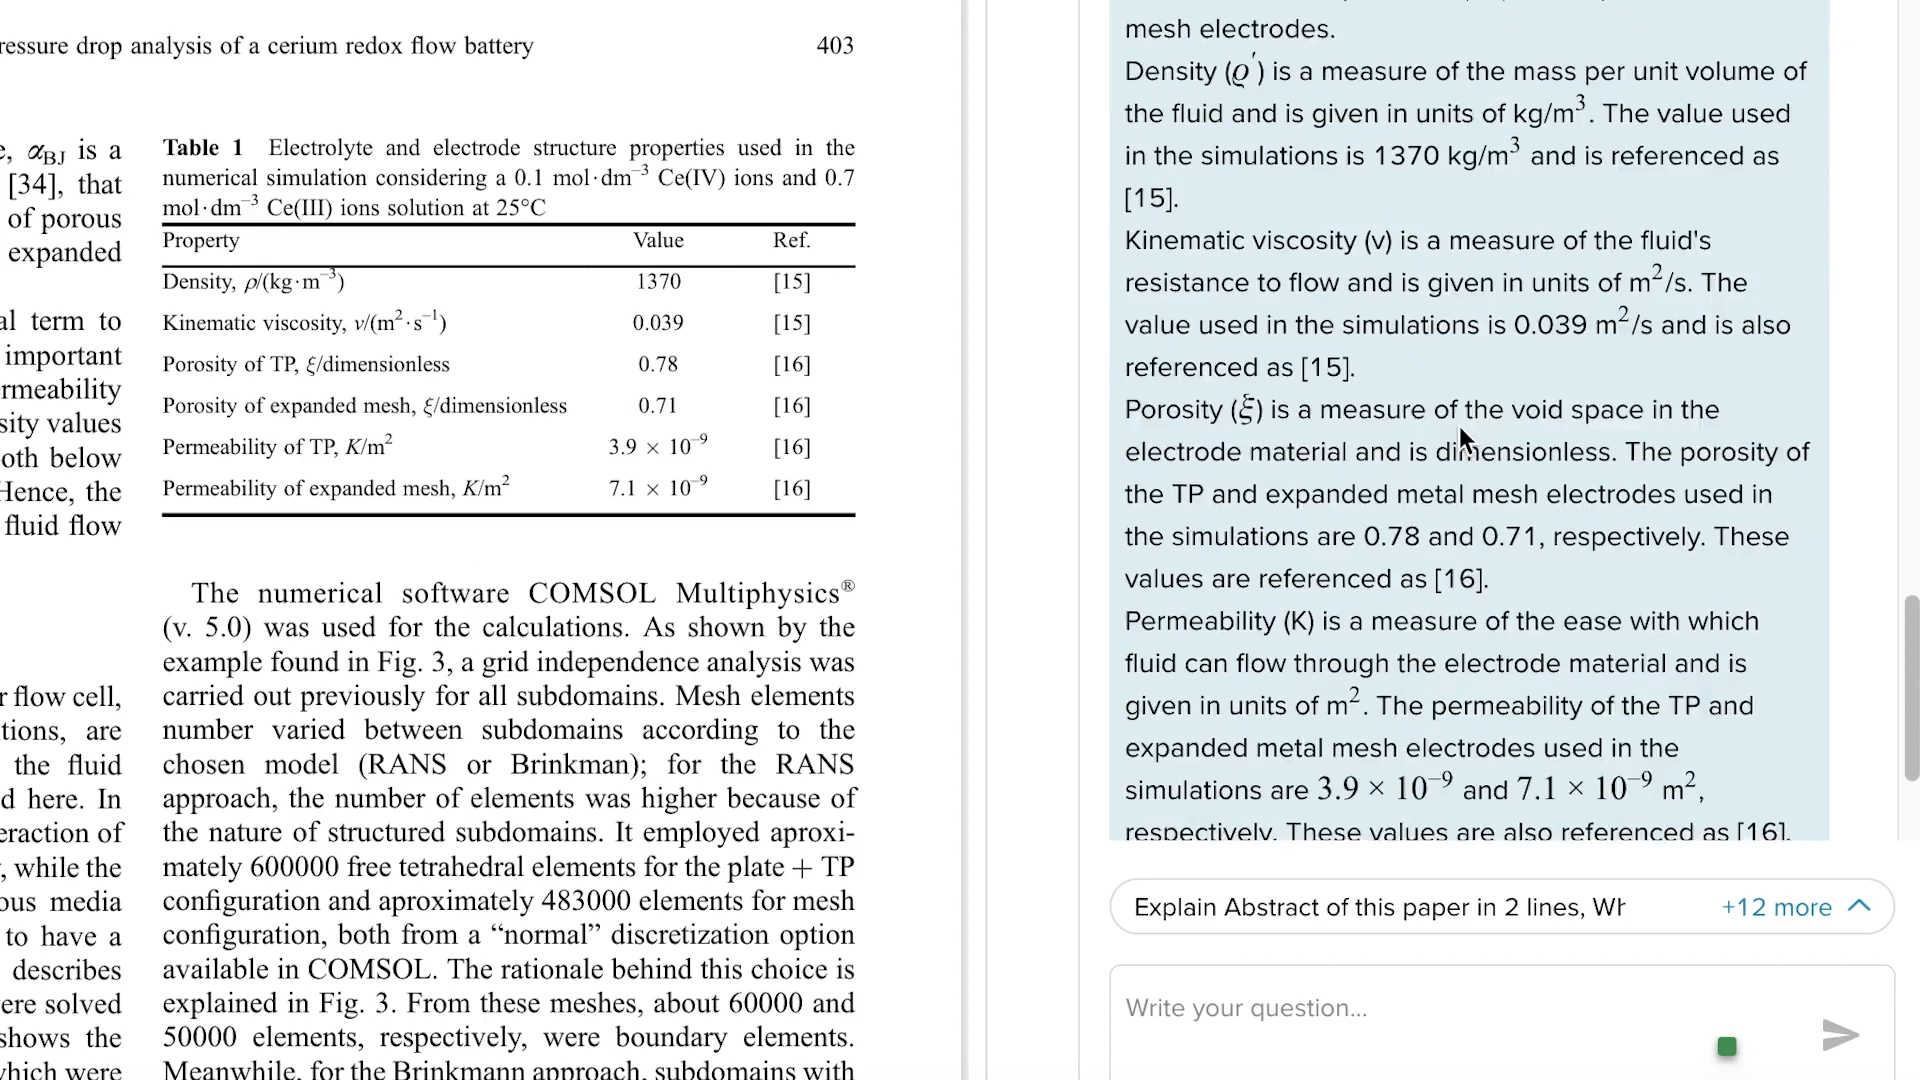 ressure drop analysis of a cerium redox flow battery 403
e, αBJ is a
[34], that
of porous
expanded
al term to
important
rmeability
sity values
oth below
Hence, the
fluid flow
r flow cell,
tions, are
the fluid
d here. In
eraction of
, while the
ous media
to have a
describes
ere solved
shows the
which were
Table 1 Electrolyte and electrode structure properties used in the
numerical simulation considering a 0.1 mol·dm⁻³ Ce(IV) ions and 0.7
mol·dm⁻³ Ce(III) ions solution at 25°C
Property Value Ref.
Density, ρ/(kg·m⁻³) 1370 [15]
Kinematic viscosity, ν/(m²·s⁻¹) 0.039 [15]
Porosity of TP, ξ/dimensionless 0.78 [16]
Porosity of expanded mesh, ξ/dimensionless 0.71 [16]
Permeability of TP, K/m² 3.9 × 10⁻⁹ [16]
Permeability of expanded mesh, K/m² 7.1 × 10⁻⁹ [16]
The numerical software COMSOL Multiphysics®
(v. 5.0) was used for the calculations. As shown by the
example found in Fig. 3, a grid independence analysis was
carried out previously for all subdomains. Mesh elements
number varied between subdomains according to the
chosen model (RANS or Brinkman); for the RANS
approach, the number of elements was higher because of
the nature of structured subdomains. It employed aproxi-
mately 600000 free tetrahedral elements for the plate + TP
configuration and aproximately 483000 elements for mesh
configuration, both from a “normal” discretization option
available in COMSOL. The rationale behind this choice is
explained in Fig. 3. From these meshes, about 60000 and
50000 elements, respectively, were boundary elements.
Meanwhile, for the Brinkmann approach, subdomains with
mesh electrodes.
Density (ϱ′) is a measure of the mass per unit volume of
the fluid and is given in units of kg/m³. The value used
in the simulations is 1370 kg/m³ and is referenced as
[15].
Kinematic viscosity (v) is a measure of the fluid's
resistance to flow and is given in units of m²/s. The
value used in the simulations is 0.039 m²/s and is also
referenced as [15].
Porosity (ξ) is a measure of the void space in the
electrode material and is dimensionless. The porosity of
the TP and expanded metal mesh electrodes used in
the simulations are 0.78 and 0.71, respectively. These
values are referenced as [16].
Permeability (K) is a measure of the ease with which
fluid can flow through the electrode material and is
given in units of m². The permeability of the TP and
expanded metal mesh electrodes used in the
simulations are 3.9 × 10⁻⁹ and 7.1 × 10⁻⁹ m²,
respectively. These values are also referenced as [16].
Explain Abstract of this paper in 2 lines, Wh +12 more
Write your question...